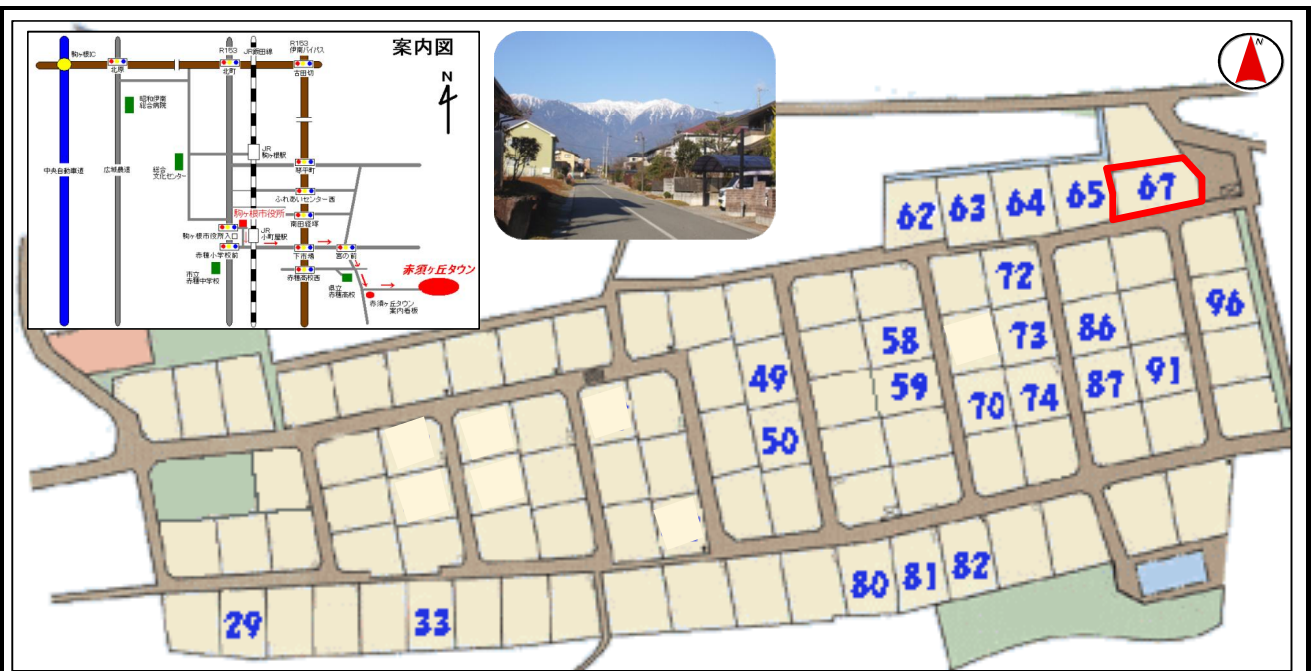 案内図
N
駒ヶ根IC
北原
R153
北町
JR飯田線
R153
伊南バイパス
古田切
昭和伊南
総合病院
中央自動車道
広域農道
総合
文化センター
JR
駒ヶ根駅
琴平町
ふれあいセンター西
駒ヶ根市役所
南田経塚
駒ヶ根市役所入口
JR
小町屋駅
赤穂小学校前
下市場
宮の前
市立
赤穂中学校
赤穂高校西
県立
赤穂高校
赤須ヶ丘タウン
赤須ヶ丘タウン
案内看板
N
62
63
64
65
67
72
73
58
59
70
74
86
87
91
96
49
50
80
81
82
29
33